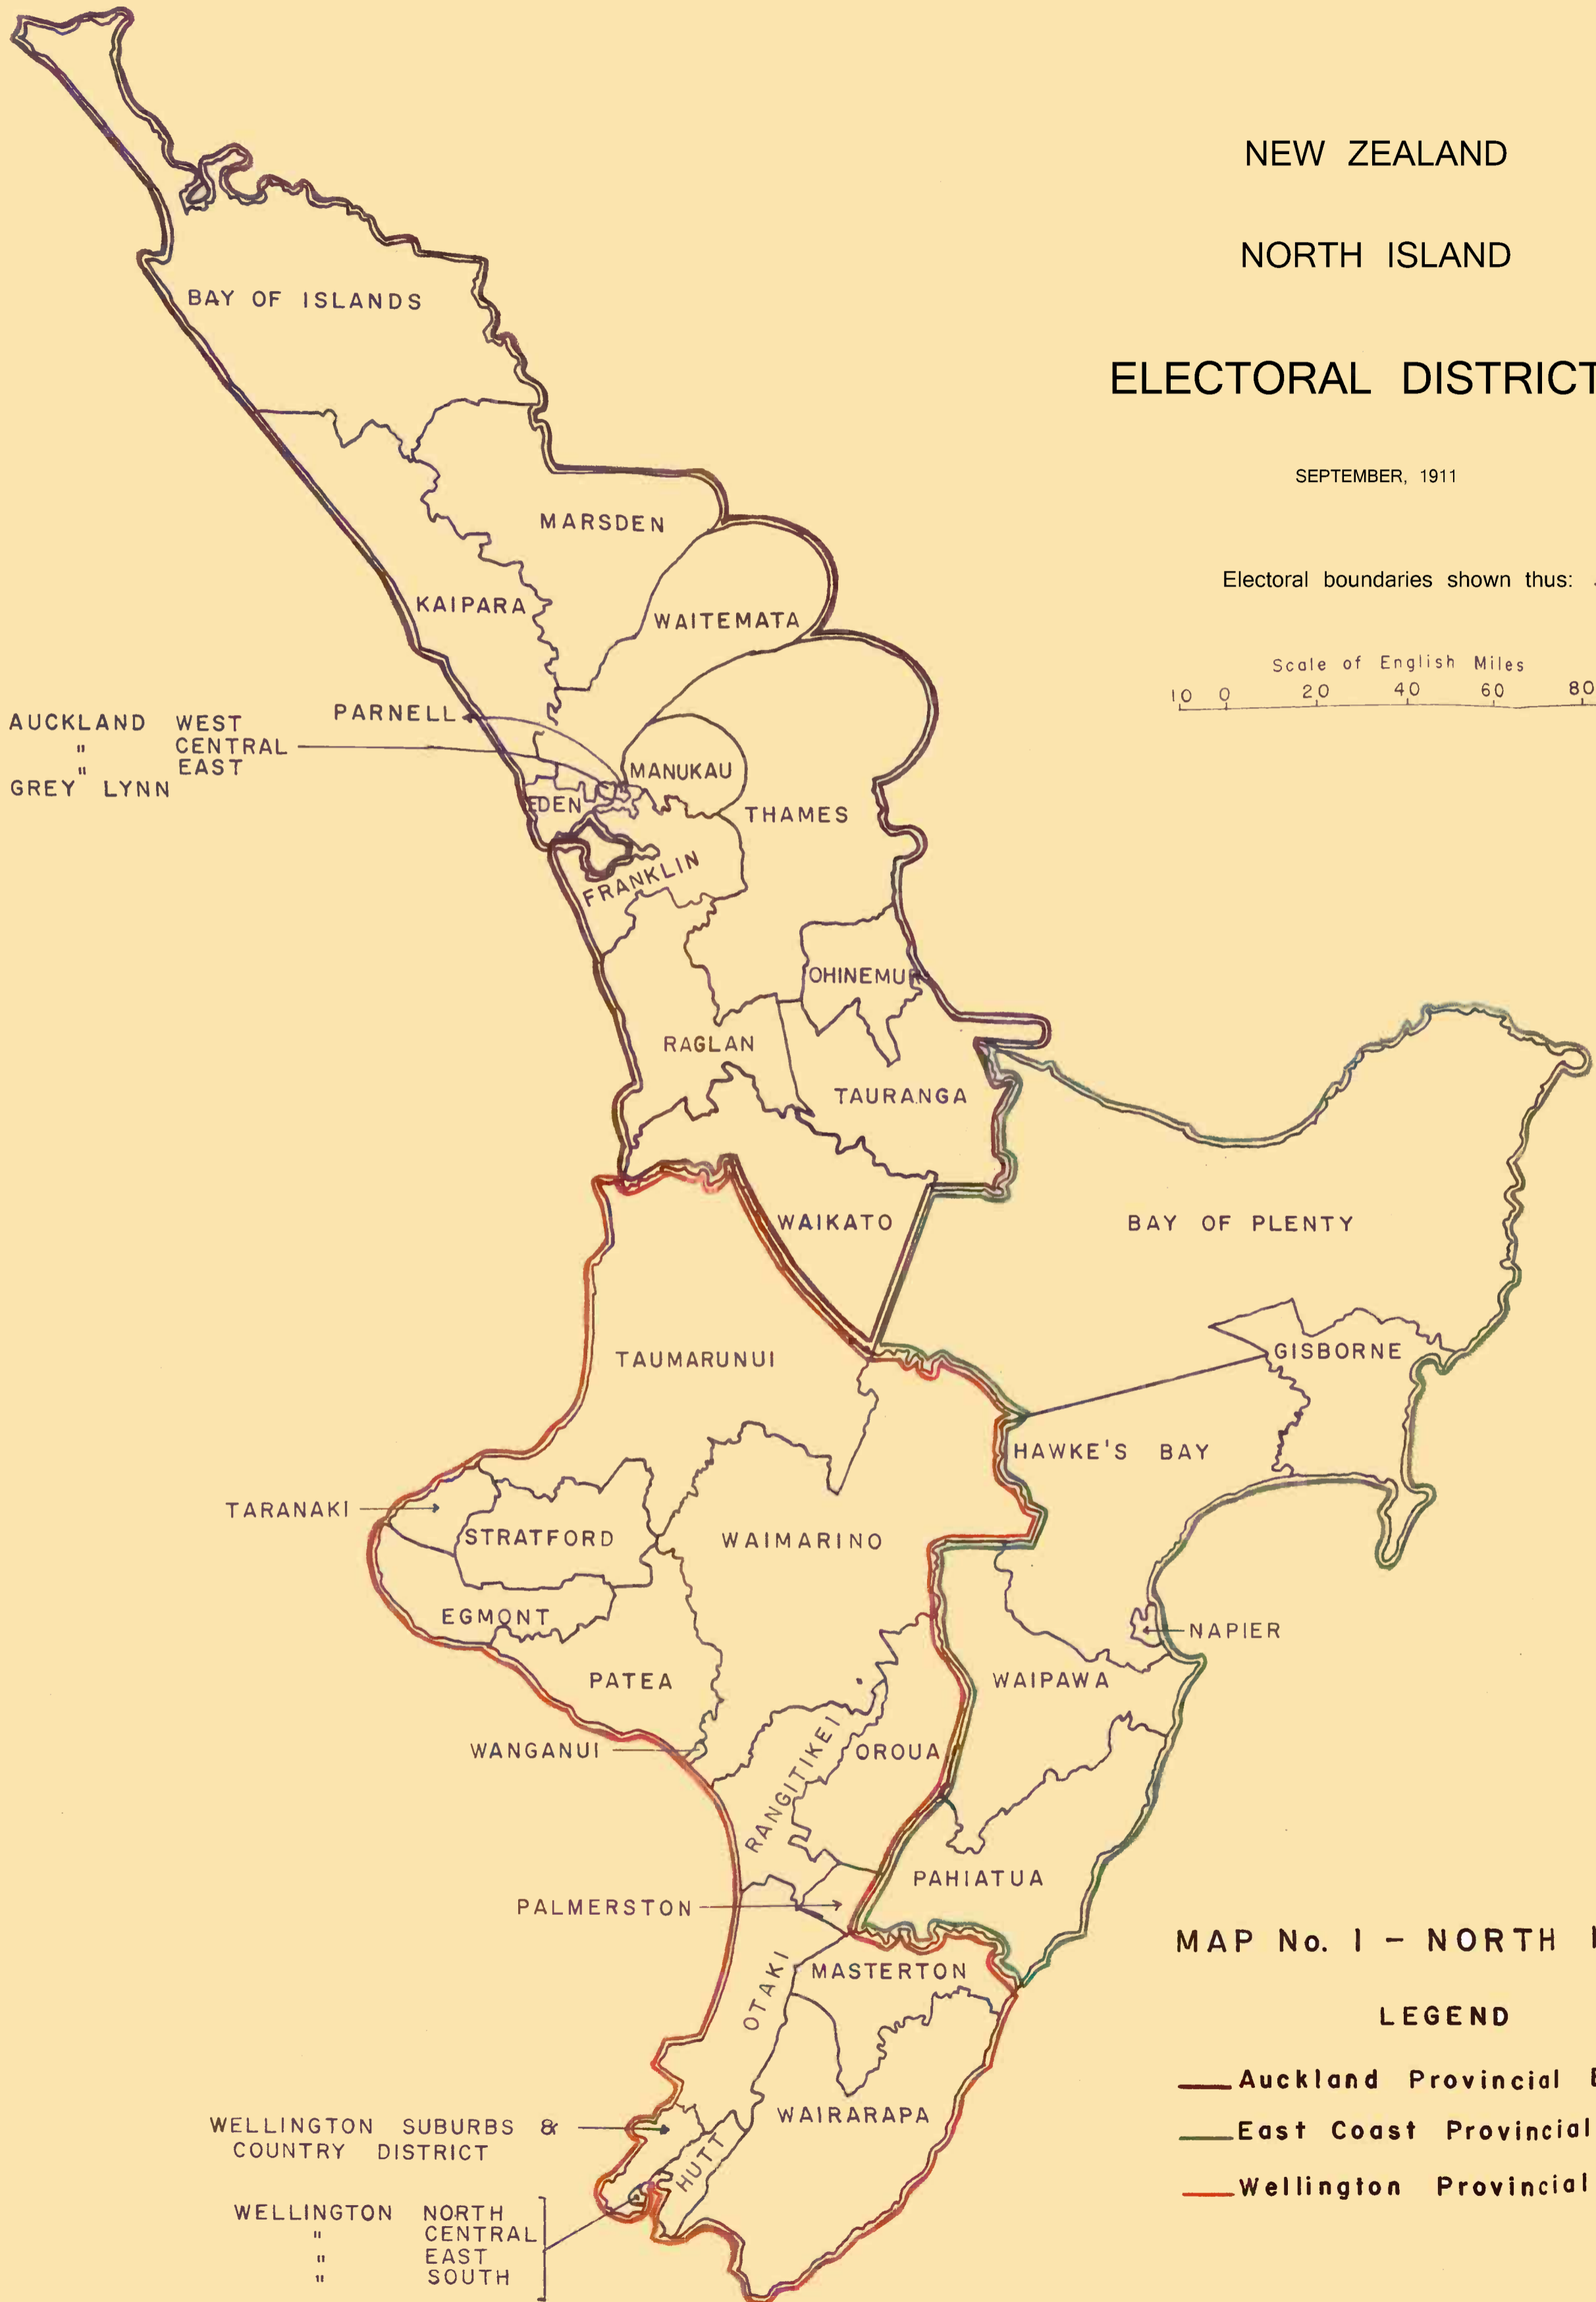 NEW ZEALAND
NORTH ISLAND
ELECTORAL DISTRICT
SEPTEMBER, 1911
Electoral boundaries shown thus:
Scale of English Miles
10 0 20 40 60 80
BAY OF ISLANDS
MARSDEN
KAIPARA
WAITEMATA
PARNELL
AUCKLAND WEST
" CENTRAL
" EAST
GREY LYNN
MANUKAU
EDEN
THAMES
FRANKLIN
OHINEMUR
RAGLAN
TAURANGA
WAIKATO
BAY OF PLENTY
TAUMARUNUI
GISBORNE
HAWKE'S BAY
TARANAKI
STRATFORD
WAIMARINO
EGMONT
NAPIER
PATEA
WAIPAWA
WANGANUI
RANGITIKEI
OROUA
PALMERSTON
PAHIATUA
OTAKI
MASTERTON
WAIRARAPA
WELLINGTON SUBURBS &
COUNTRY DISTRICT
HUTT
WELLINGTON NORTH
" CENTRAL
" EAST
" SOUTH
MAP No. 1 - NORTH
LEGEND
Auckland Provincial
East Coast Provincial
Wellington Provincial